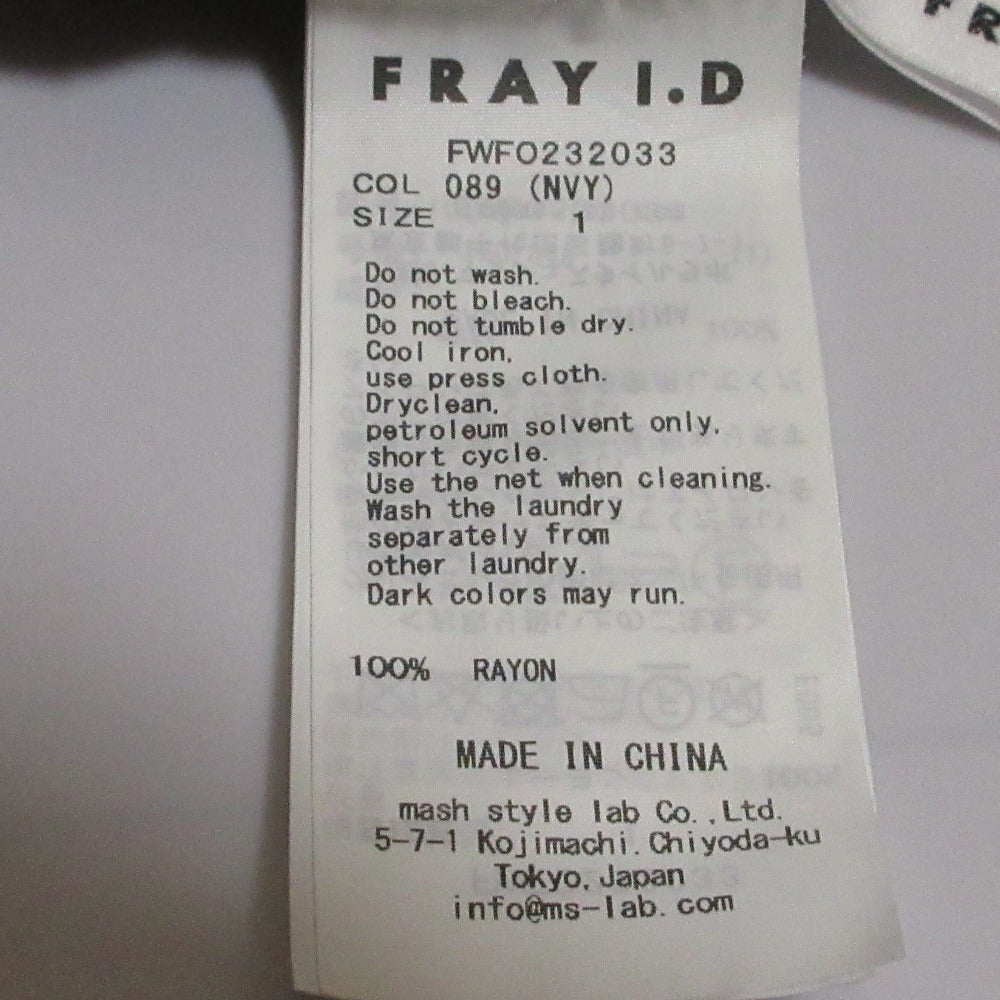 FRAY I.D
FR
FWFO232033
COL 089 (NVY)
SIZE 1
Do not wash.
Do not bleach.
Do not tumble dry.
Cool iron,
use press cloth.
Dryclean,
petroleum solvent only,
short cycle.
Use the net when cleaning.
Wash the laundry
separately from
other laundry.
Dark colors may run.
100% RAYON
MADE IN CHINA
mash style lab Co.,Ltd.
5-7-1 Kojimachi.Chiyoda-ku
Tokyo,Japan
info@ms-lab.com